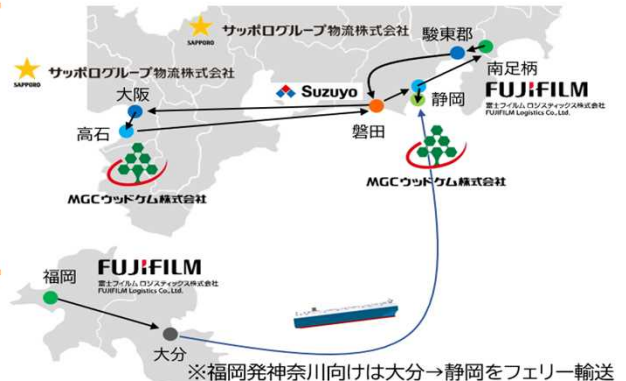 SAPPORO サッポログループ物流株式会社
SAPPORO サッポログループ物流株式会社
駿東郡
南足柄
FUJIFILM
富士フイルム ロジスティックス株式会社
FUJIFILM Logistics Co., Ltd.
大阪
Suzuyo
静岡
磐田
高石
MGCウッドケム株式会社
MGCウッドケム株式会社
FUJIFILM
富士フイルム ロジスティックス株式会社
FUJIFILM Logistics Co., Ltd.
福岡
大分
※福岡発神奈川向けは大分→静岡をフェリー輸送